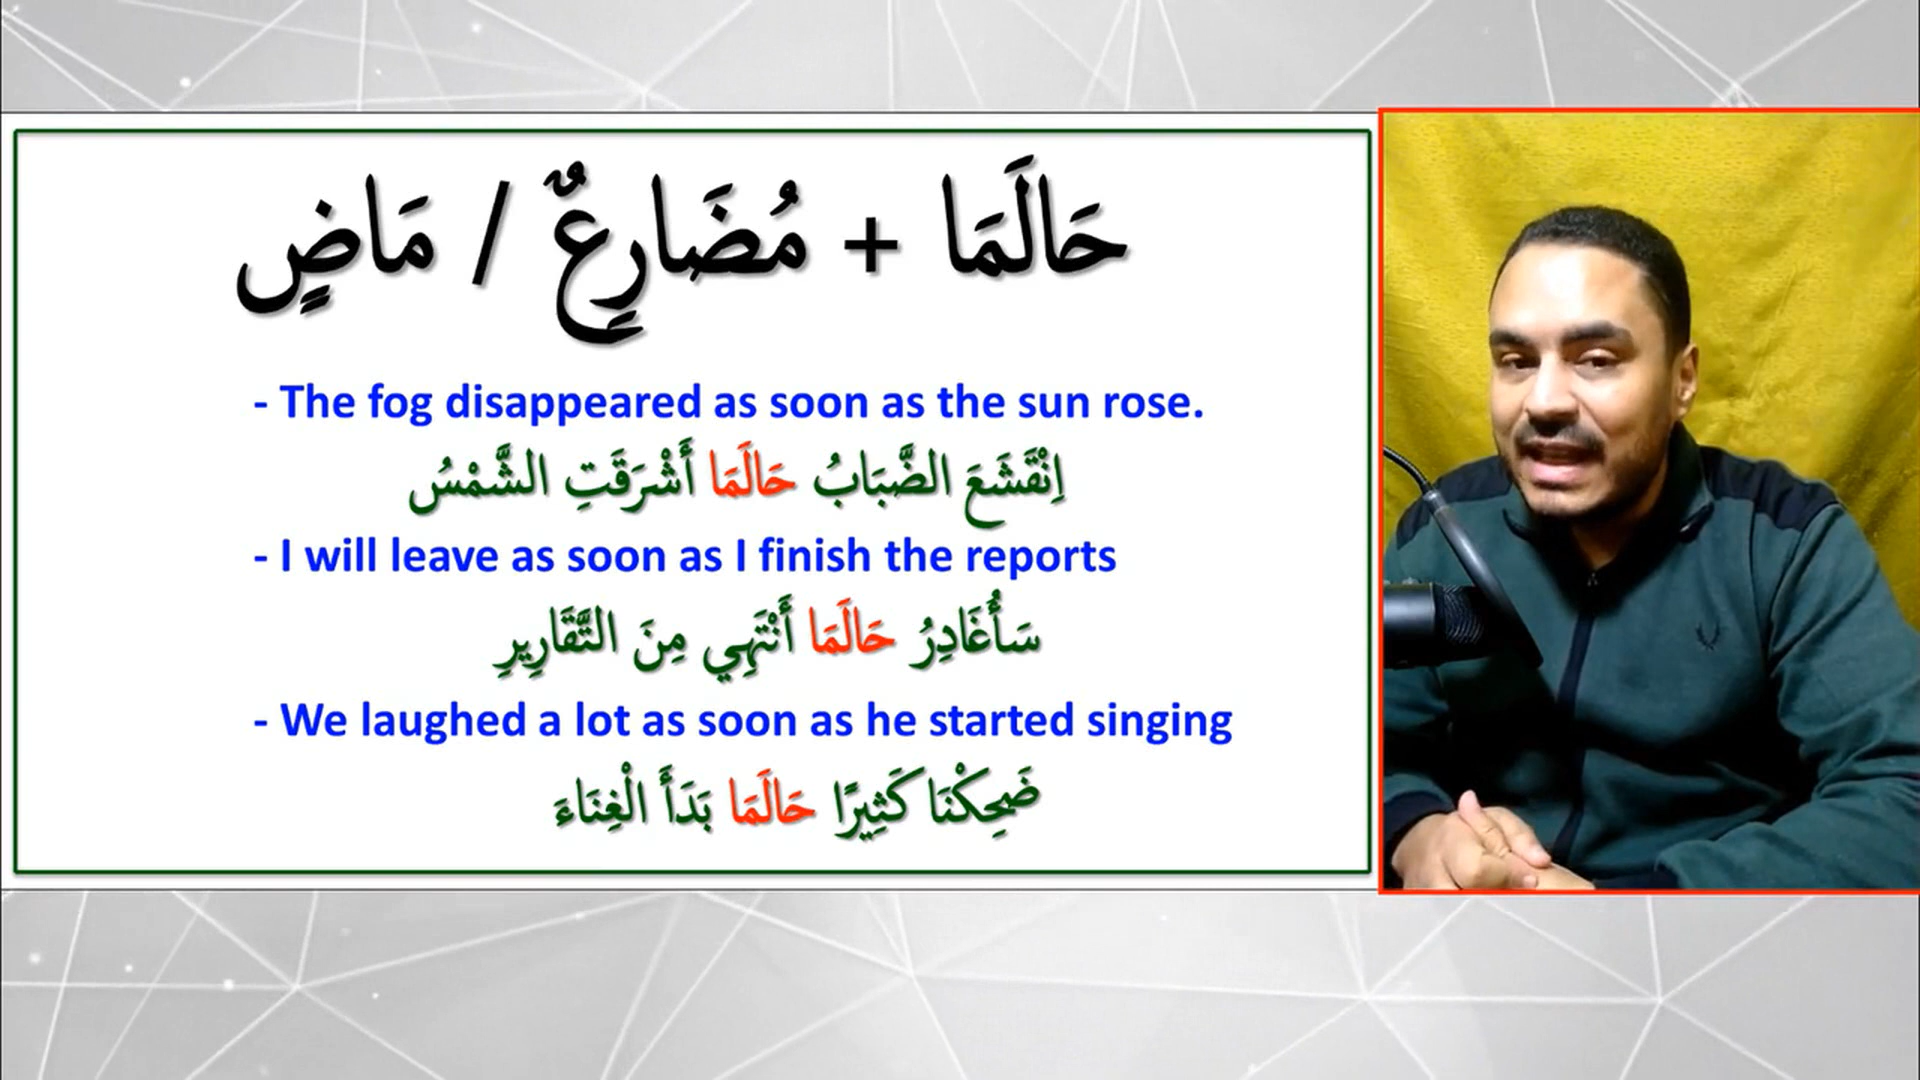 حَالَمَا + مُضَارِعٌ / مَاضٍ
- The fog disappeared as soon as the sun rose.
اِنْقَشَعَ الضَّبَابُ حَالَمَا أَشْرَقَتِ الشَّمْسُ
- I will leave as soon as I finish the reports
سَأُغَادِرُ حَالَمَا أَنْتَهِي مِنَ التَّقَارِيرِ
- We laughed a lot as soon as he started singing
ضَحِكْنَا كَثِيرًا حَالَمَا بَدَأَ الْغِنَاءَ